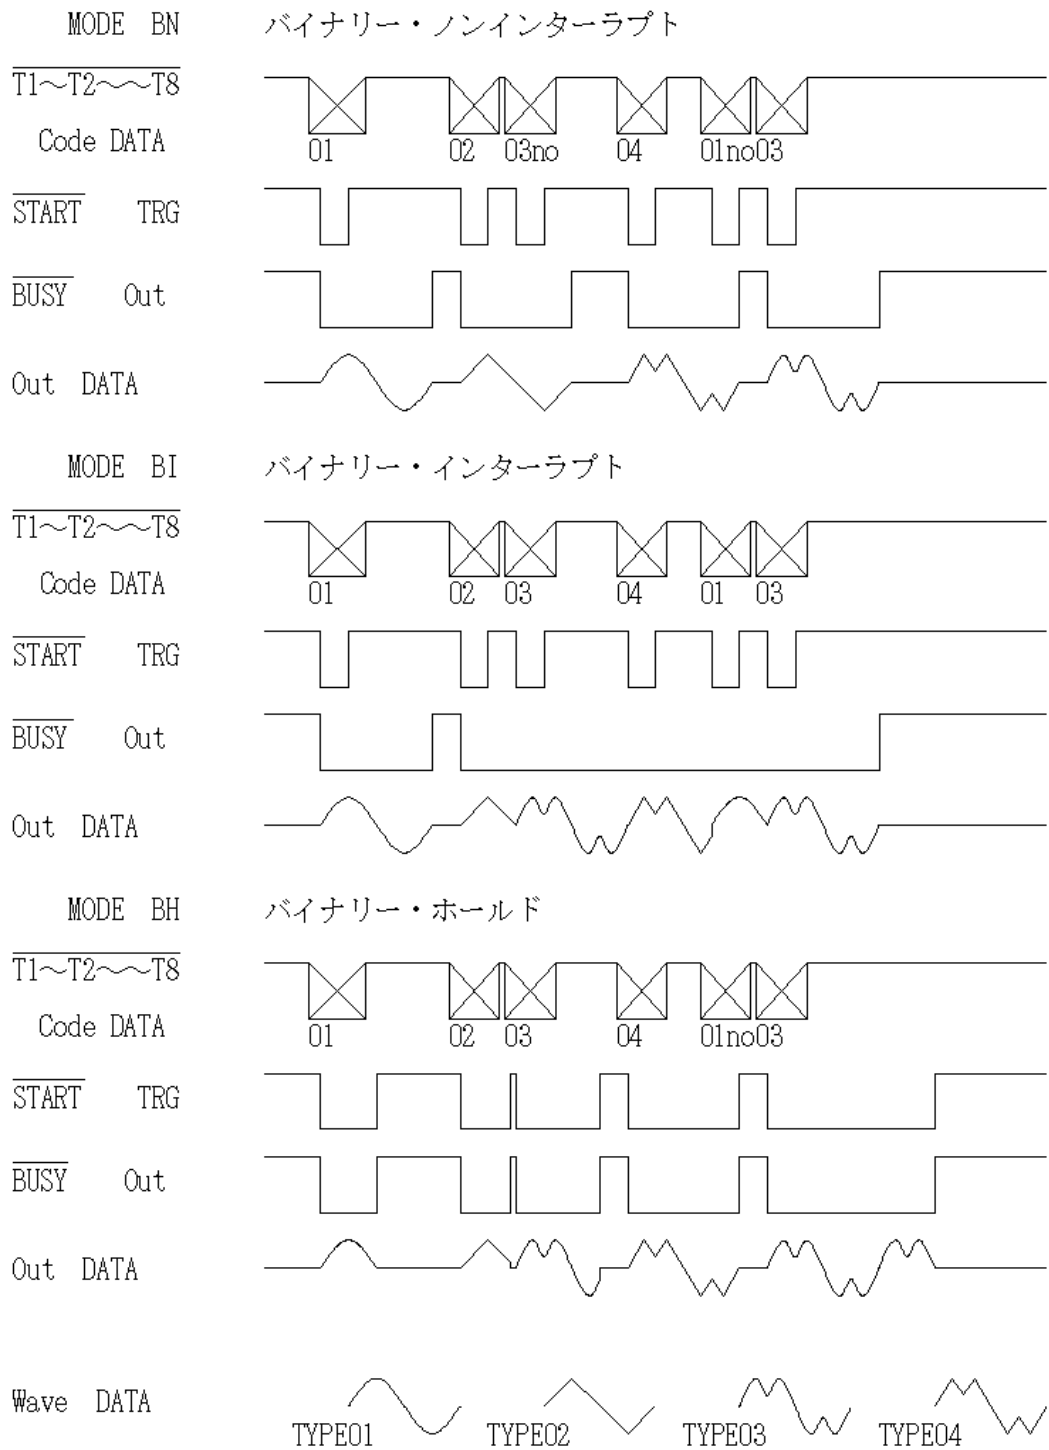 MODE BN バイナリー・ノンインターラプト
T1～T2～～T8
Code DATA
01 02 03no 04 01no03
START TRG
BUSY Out
Out DATA
MODE BI バイナリー・インターラプト
T1～T2～～T8
Code DATA
01 02 03 04 01 03
START TRG
BUSY Out
Out DATA
MODE BH バイナリー・ホールド
T1～T2～～T8
Code DATA
01 02 03 04 01no03
START TRG
BUSY Out
Out DATA
Wave DATA
TYPE01 TYPE02 TYPE03 TYPE04